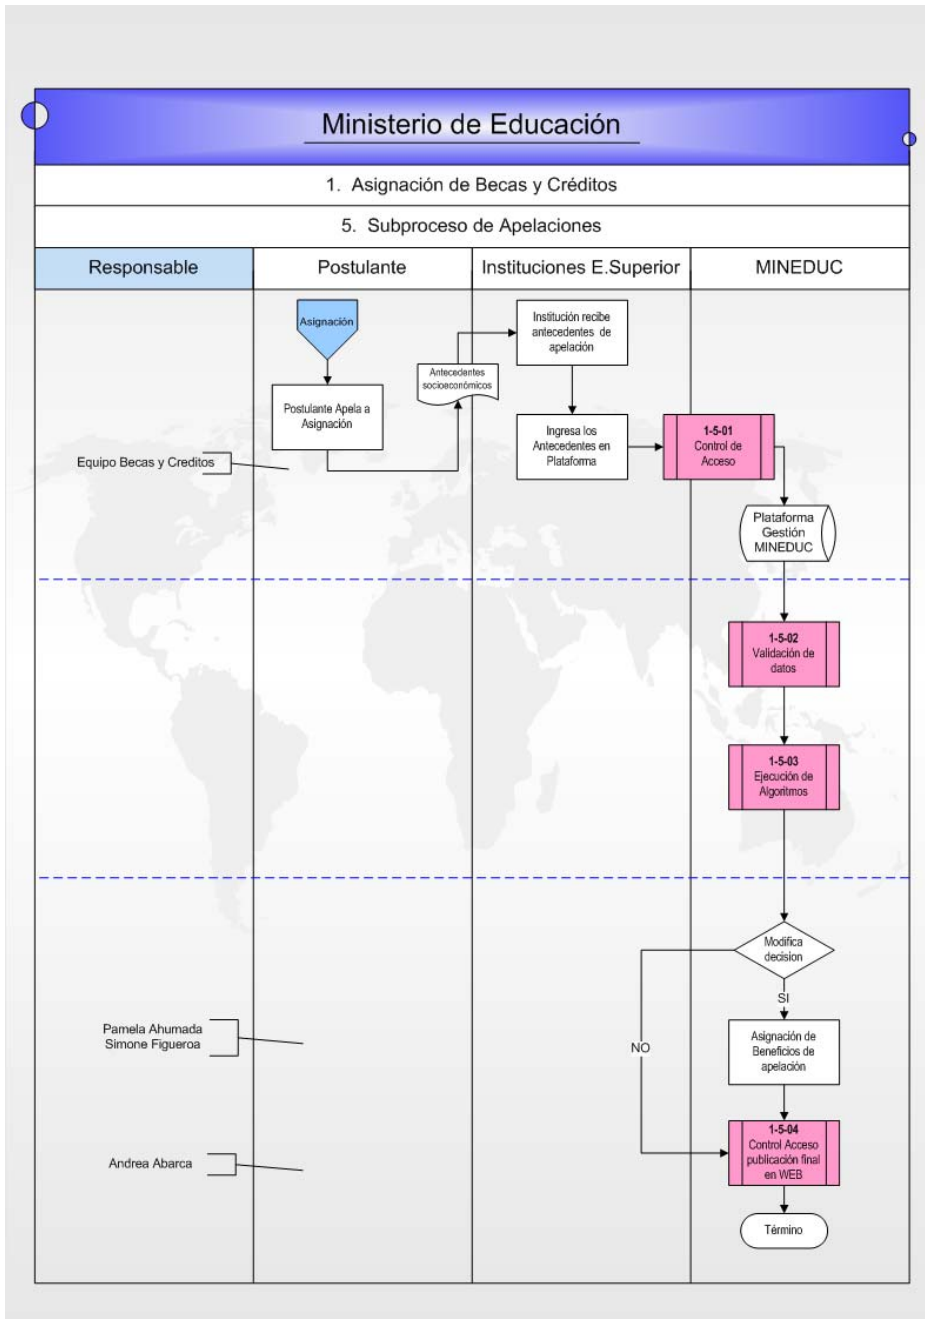 Ministerio de Educación
1. Asignación de Becas y Créditos
5. Subproceso de Apelaciones
Responsable
Postulante
Instituciones E.Superior
MINEDUC
Asignación
Postulante Apela a
Asignación
Antecedentes
socioeconómicos
Institución recibe
antecedentes de
apelación
Ingresa los
Antecedentes en
Plataforma
1-5-01
Control de
Acceso
Equipo Becas y Creditos
Plataforma
Gestión
MINEDUC
1-5-02
Validación de
datos
1-5-03
Ejecución de
Algoritmos
Modifica
decision
SI
NO
Pamela Ahumada
Simone Figueroa
Asignación de
Beneficios de
apelación
1-5-04
Control Acceso
publicación final
en WEB
Andrea Abarca
Término